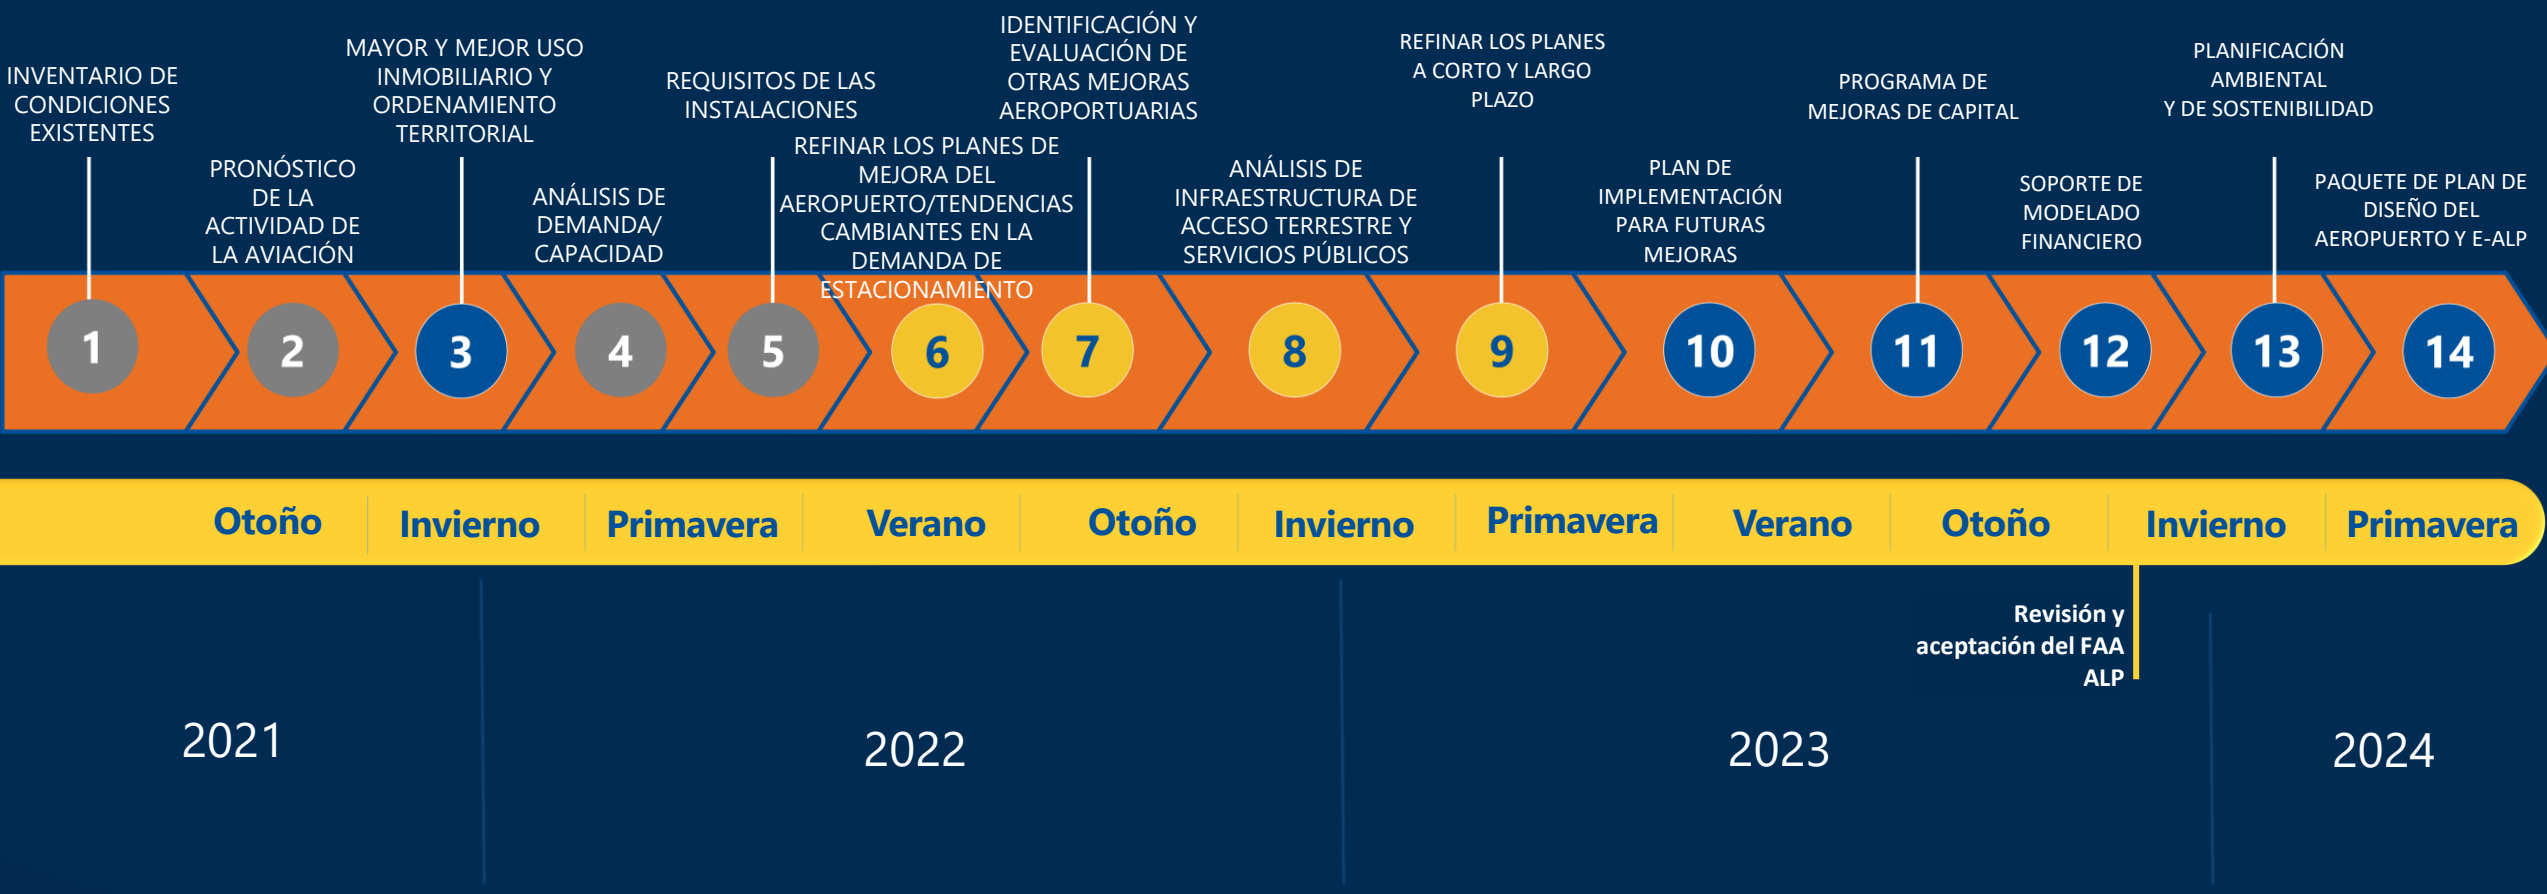 INVENTARIO DE
CONDICIONES
EXISTENTES
PRONÓSTICO
DE LA
ACTIVIDAD DE
LA AVIACIÓN
MAYOR Y MEJOR USO
INMOBILIARIO Y
ORDENAMIENTO
TERRITORIAL
ANÁLISIS DE
DEMANDA/
CAPACIDAD
REQUISITOS DE LAS
INSTALACIONES
REFINAR LOS PLANES DE
MEJORA DEL
AEROPUERTO/TENDENCIAS
CAMBIANTES EN LA
DEMANDA DE
ESTACIONAMIENTO
IDENTIFICACIÓN Y
EVALUACIÓN DE
OTRAS MEJORAS
AEROPORTUARIAS
ANÁLISIS DE
INFRAESTRUCTURA DE
ACCESO TERRESTRE Y
SERVICIOS PÚBLICOS
REFINAR LOS PLANES
A CORTO Y LARGO
PLAZO
PLAN DE
IMPLEMENTACIÓN
PARA FUTURAS
MEJORAS
PROGRAMA DE
MEJORAS DE CAPITAL
SOPORTE DE
MODELADO
FINANCIERO
PLANIFICACIÓN
AMBIENTAL
Y DE SOSTENIBILIDAD
PAQUETE DE PLAN DE
DISEÑO DEL
AEROPUERTO Y E-ALP
1
2
3
4
5
6
7
8
9
10
11
12
13
14
Otoño
Invierno
Primavera
Verano
Otoño
Invierno
Primavera
Verano
Otoño
Invierno
Primavera
Revisión y
aceptación del FAA
ALP
2021
2022
2023
2024